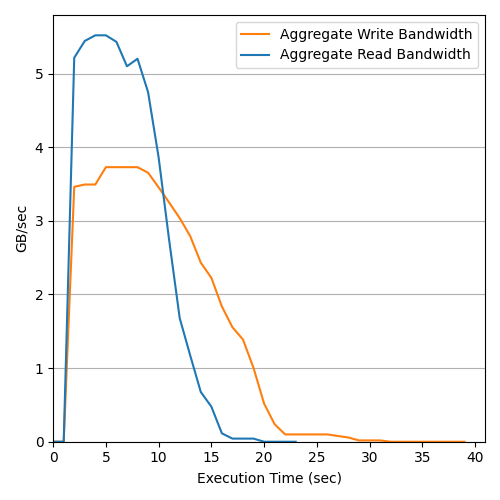 Aggregate Write Bandwidth
Aggregate Read Bandwidth
GB/sec
5
4
3
2
1
0
0 5 10 15 20 25 30 35 40
Execution Time (sec)